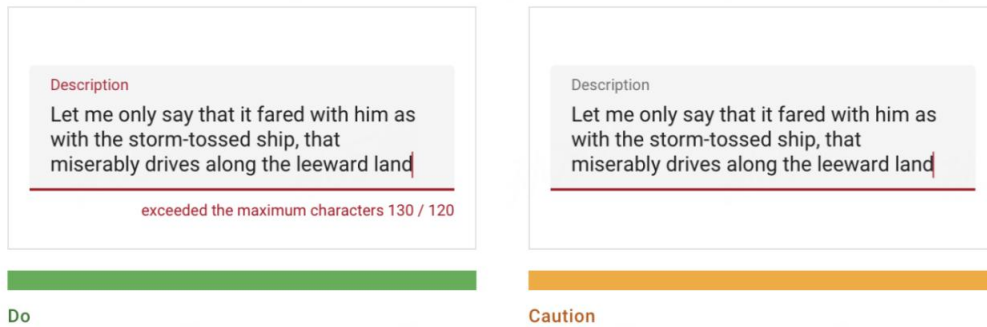 Description
Let me only say that it fared with him as
with the storm-tossed ship, that
miserably drives along the leeward land
exceeded the maximum characters 130 / 120
Do
Description
Let me only say that it fared with him as
with the storm-tossed ship, that
miserably drives along the leeward land
Caution